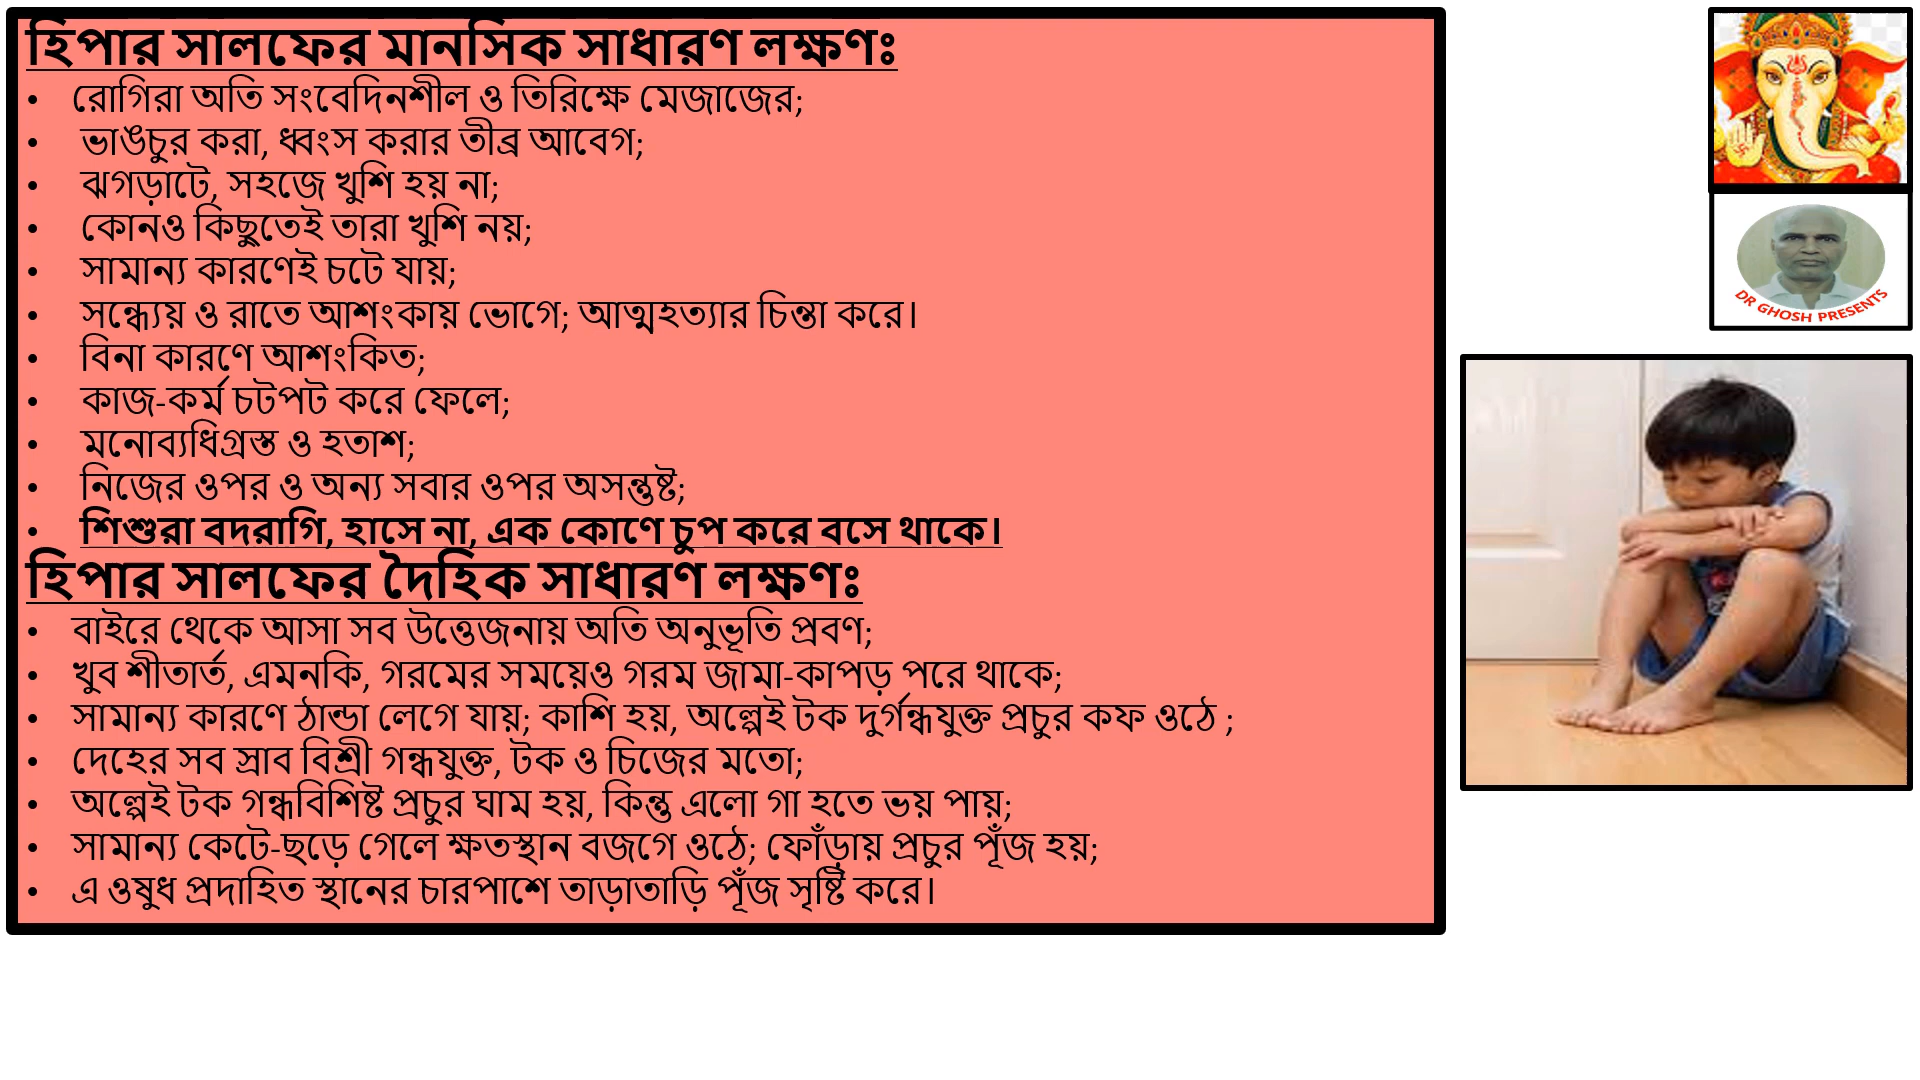 হিপার সালফের মানসিক সাধারণ লক্ষণঃ
• রোগিরা অতি সংবেদিনশীল ও তিরিক্ষে মেজাজের;
• ভাঙচুর করা, ধ্বংস করার তীব্র আবেগ;
• ঝগড়াটে, সহজে খুশি হয় না;
• কোনও কিছুতেই তারা খুশি নয়;
• সামান্য কারণেই চটে যায়;
• সন্ধ্যেয় ও রাতে আশংকায় ভোগে; আত্মহত্যার চিন্তা করে।
• বিনা কারণে আশংকিত;
• কাজ-কর্ম চটপট করে ফেলে;
• মনোব্যধিগ্রস্ত ও হতাশ;
• নিজের ওপর ও অন্য সবার ওপর অসন্তুষ্ট;
• শিশুরা বদরাগি, হাসে না, এক কোণে চুপ করে বসে থাকে।
হিপার সালফের দৈহিক সাধারণ লক্ষণঃ
• বাইরে থেকে আসা সব উত্তেজনায় অতি অনুভূতি প্রবণ;
• খুব শীতার্ত, এমনকি, গরমের সময়েও গরম জামা-কাপড় পরে থাকে;
• সামান্য কারণে ঠান্ডা লেগে যায়; কাশি হয়, অল্পেই টক দুর্গন্ধযুক্ত প্রচুর কফ ওঠে ;
• দেহের সব স্রাব বিশ্রী গন্ধযুক্ত, টক ও চিজের মতো;
• অল্পেই টক গন্ধবিশিষ্ট প্রচুর ঘাম হয়, কিন্তু এলো গা হতে ভয় পায়;
• সামান্য কেটে-ছড়ে গেলে ক্ষতস্থান বজগে ওঠে; ফোঁড়ায় প্রচুর পূঁজ হয়;
• এ ওষুধ প্রদাহিত স্থানের চারপাশে তাড়াতাড়ি পূঁজ সৃষ্টি করে।
DR GHOSH PRESENTS